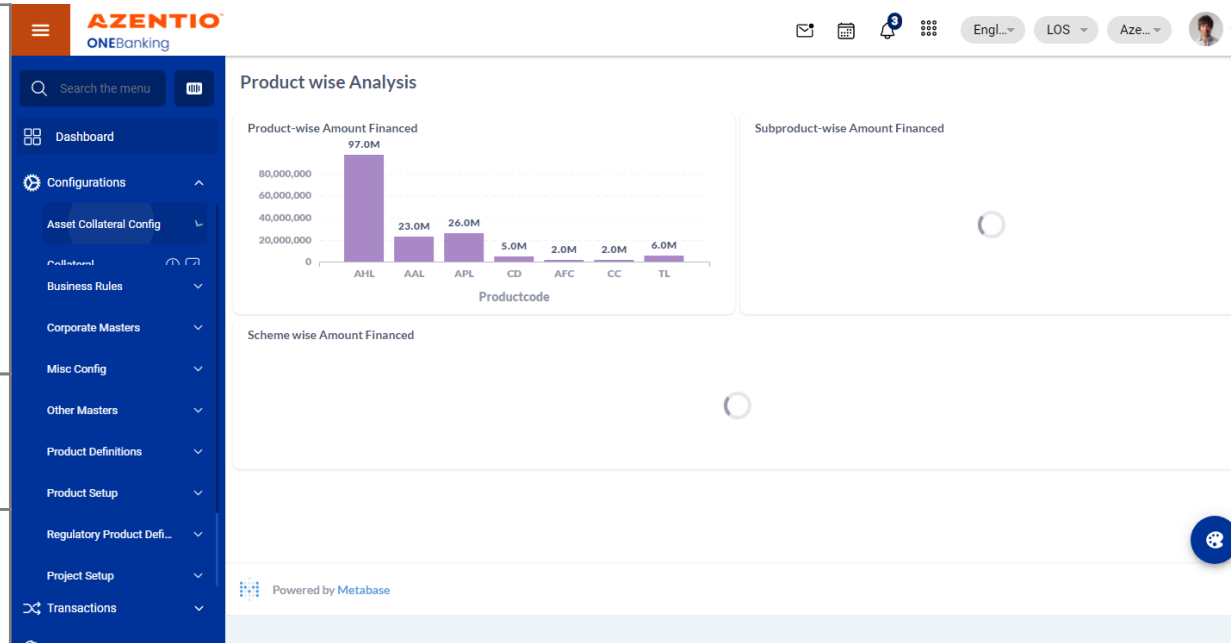 AZENTIO
ONEBanking
3
Engl...
LOS
Aze...
Search the menu
Dashboard
Configurations
Asset Collateral Config
Collateral
Business Rules
Corporate Masters
Misc Config
Other Masters
Product Definitions
Product Setup
Regulatory Product Defi...
Project Setup
Transactions
Product wise Analysis
Product-wise Amount Financed
97.0M
80,000,000
60,000,000
40,000,000
23.0M 26.0M
20,000,000
5.0M 2.0M 2.0M 6.0M
0
AHL AAL APL CD AFC CC TL
Productcode
Subproduct-wise Amount Financed
Scheme wise Amount Financed
Powered by Metabase